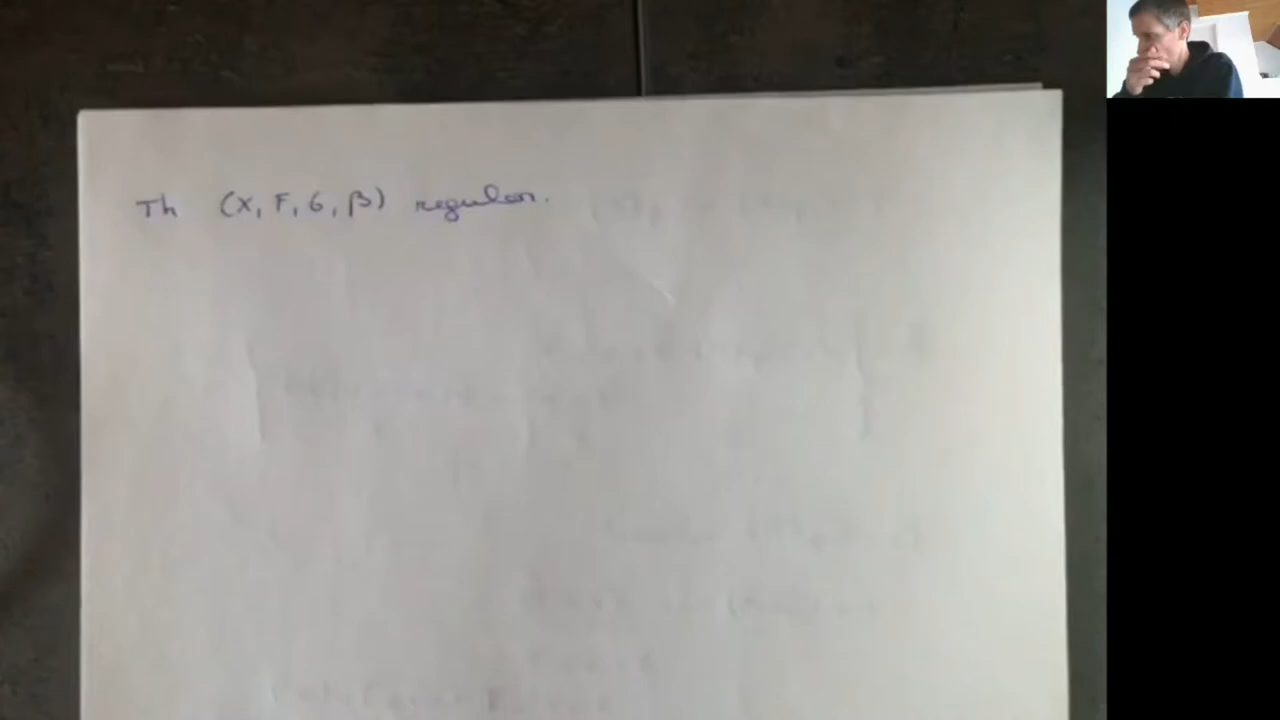 Th (X, F, G, β) regular.